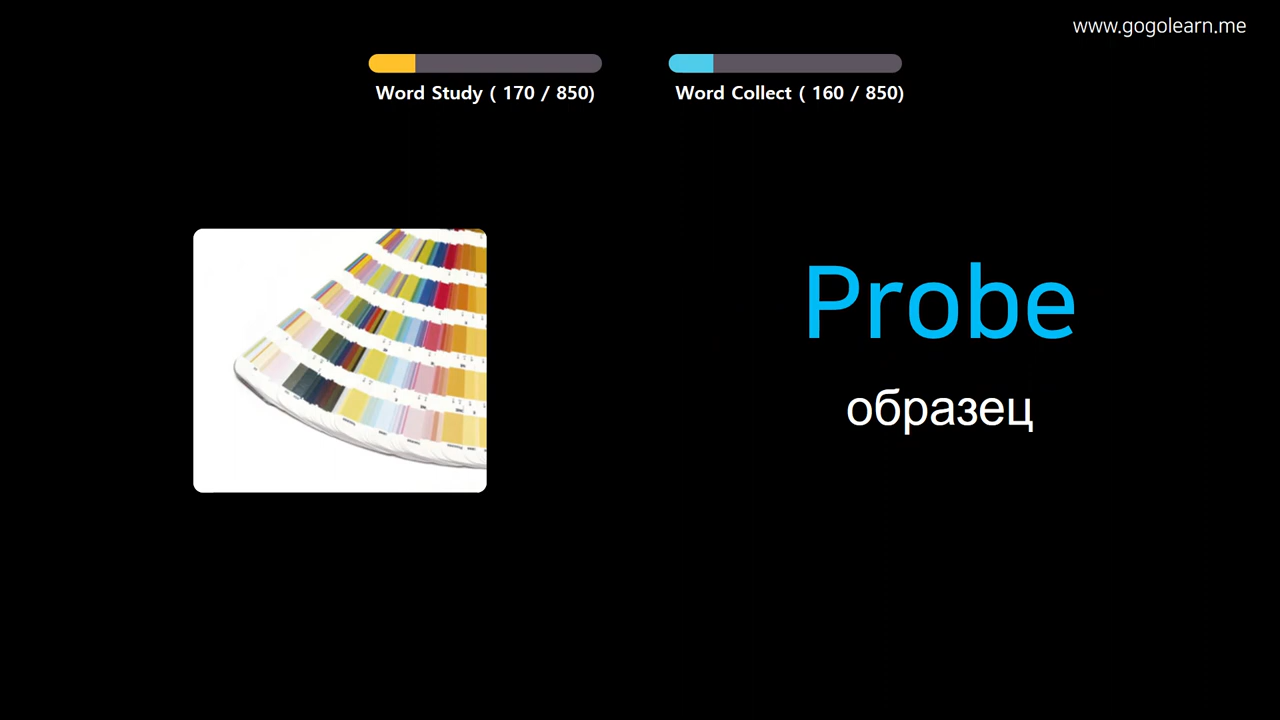 www.gogolearn.me
Word Study ( 170 / 850)
Word Collect ( 160 / 850)
Probe
образец